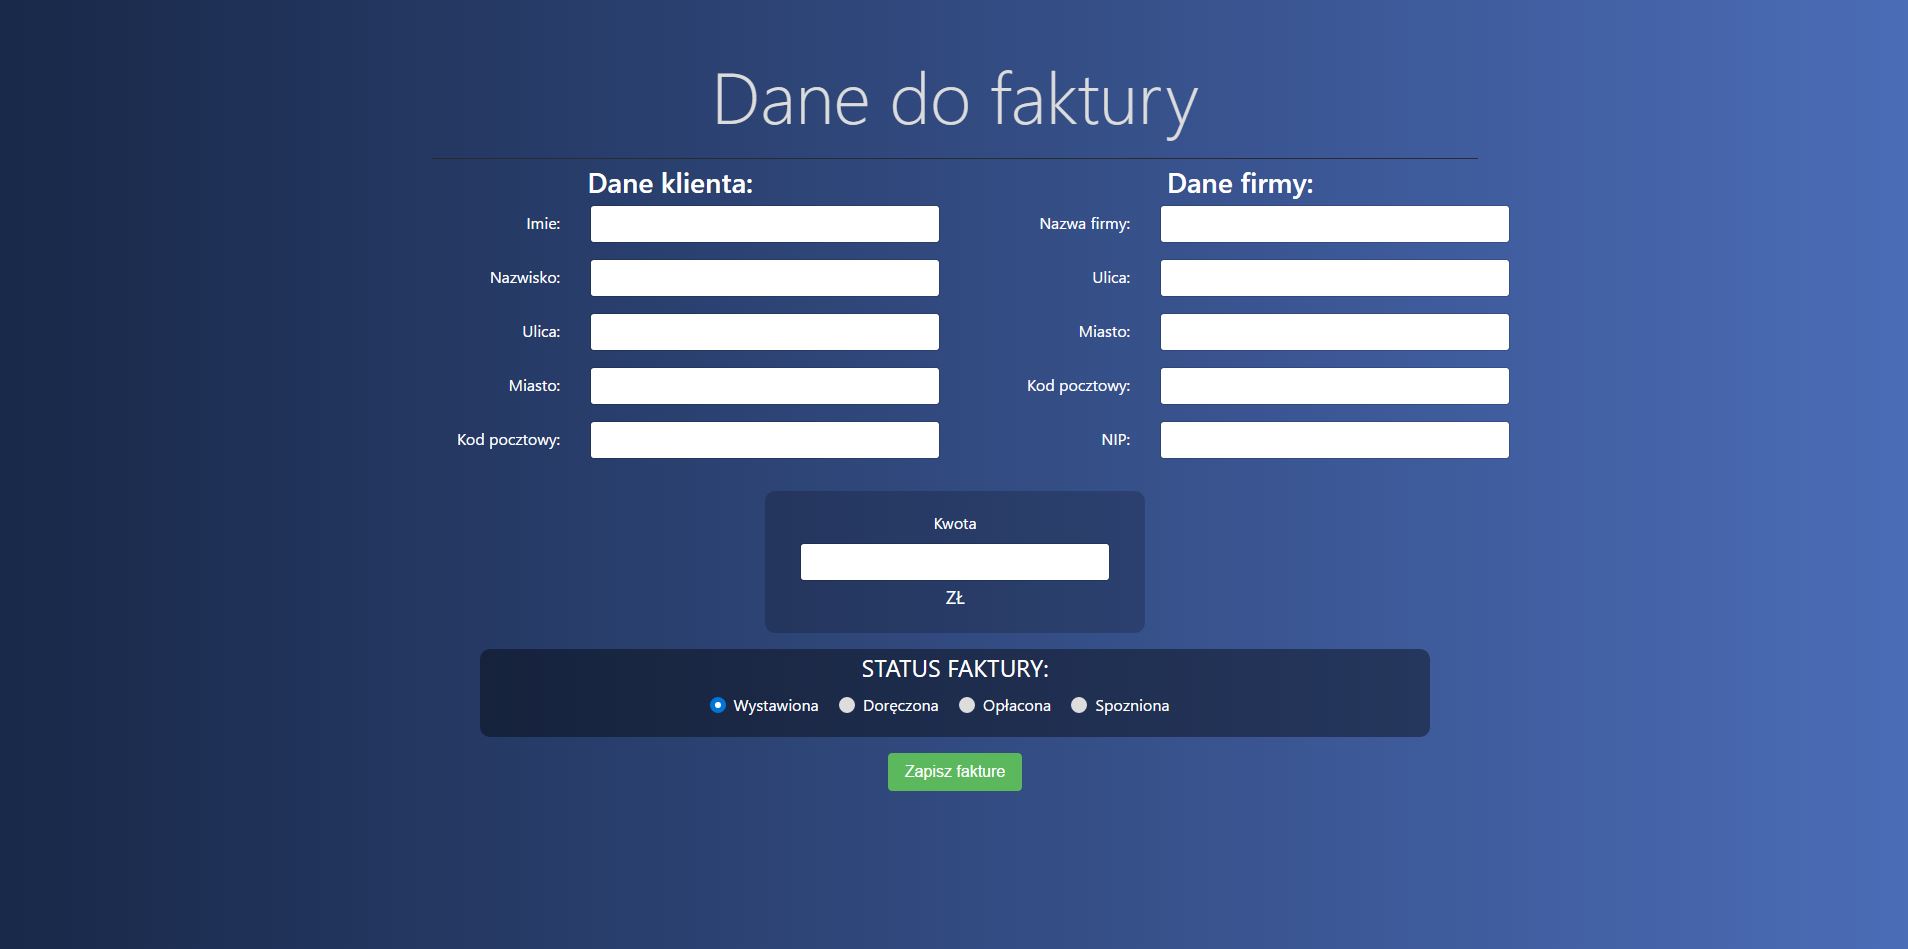 Dane do faktury
Dane klienta:
Imie:
Nazwisko:
Ulica:
Miasto:
Kod pocztowy:
Dane firmy:
Nazwa firmy:
Ulica:
Miasto:
Kod pocztowy:
NIP:
Kwota
ZŁ
STATUS FAKTURY:
Wystawiona Doręczona Opłacona Spozniona
Zapisz fakture